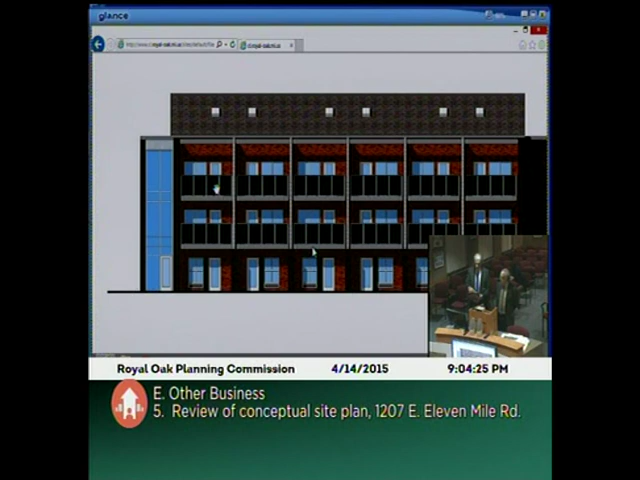 glance
Royal Oak Planning Commission 4/14/2015 9:04:25 PM
E. Other Business
5. Review of conceptual site plan, 1207 E. Eleven Mile Rd.